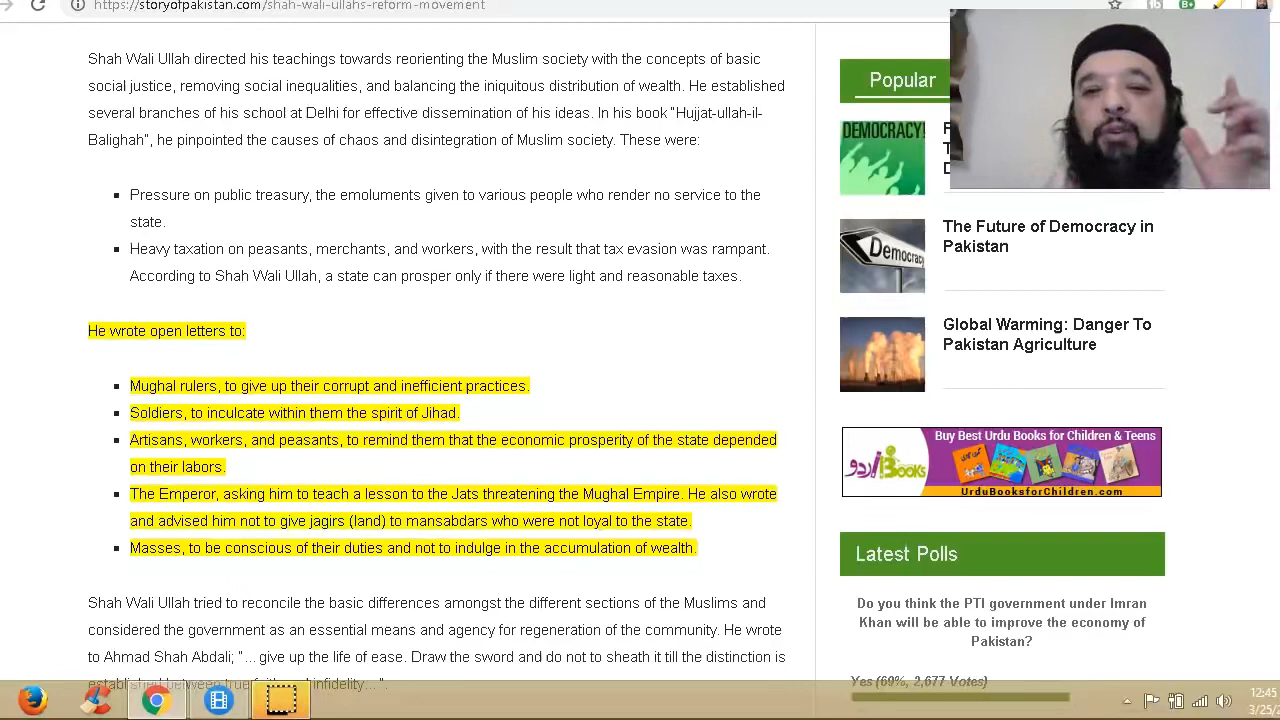 https://storyofpakistan.com/shah-wali-ullahs-reform-movement
Shah Wali Ullah directed his teachings towards reorienting the Muslim society with the concepts of basic
social justice, removing social inequalities, and balancing the iniquitous distribution of wealth. He established
several branches of his school at Delhi for effective dissemination of his ideas. In his book "Hujjat-ullah-il-
Balighah", he pinpointed the causes of chaos and disintegration of Muslim society. These were:
Pressure on public treasury, the emoluments given to various people who render no service to the
state.
Heavy taxation on peasants, merchants, and workers, with the result that tax evasion was rampant.
According to Shah Wali Ullah, a state can prosper only if there were light and reasonable taxes.
He wrote open letters to:
Mughal rulers, to give up their corrupt and inefficient practices.
Soldiers, to inculcate within them the spirit of Jihad.
Artisans, workers, and peasants, to remind them that the economic prosperity of the state depended
on their labors.
The Emperor, asking him to teach a lesson to the Jats threatening the Mughal Empire. He also wrote
and advised him not to give jagirs (land) to mansabdars who were not loyal to the state.
Masses, to be conscious of their duties and not to indulge in the accumulation of wealth.
Shah Wali Ullah tried to reconcile the basic differences amongst the different sections of the Muslims and
considered the government as an essential means and agency for regeneration of the community. He wrote
to Ahmad Shah Abdali; "... give up the life of ease. Draw the sword and do not to sheath it till the distinction is
established between true faith and infidelity...".
Popular
DEMOCRACY!
Democracy
The Future of Democracy in
Pakistan
Global Warming: Danger To
Pakistan Agriculture
اردو Books
Buy Best Urdu Books for Children & Teens
UrduBooksforChildren.com
Latest Polls
Do you think the PTI government under Imran
Khan will be able to improve the economy of
Pakistan?
Yes (69%, 2,677 Votes)
12:45
3/25/2